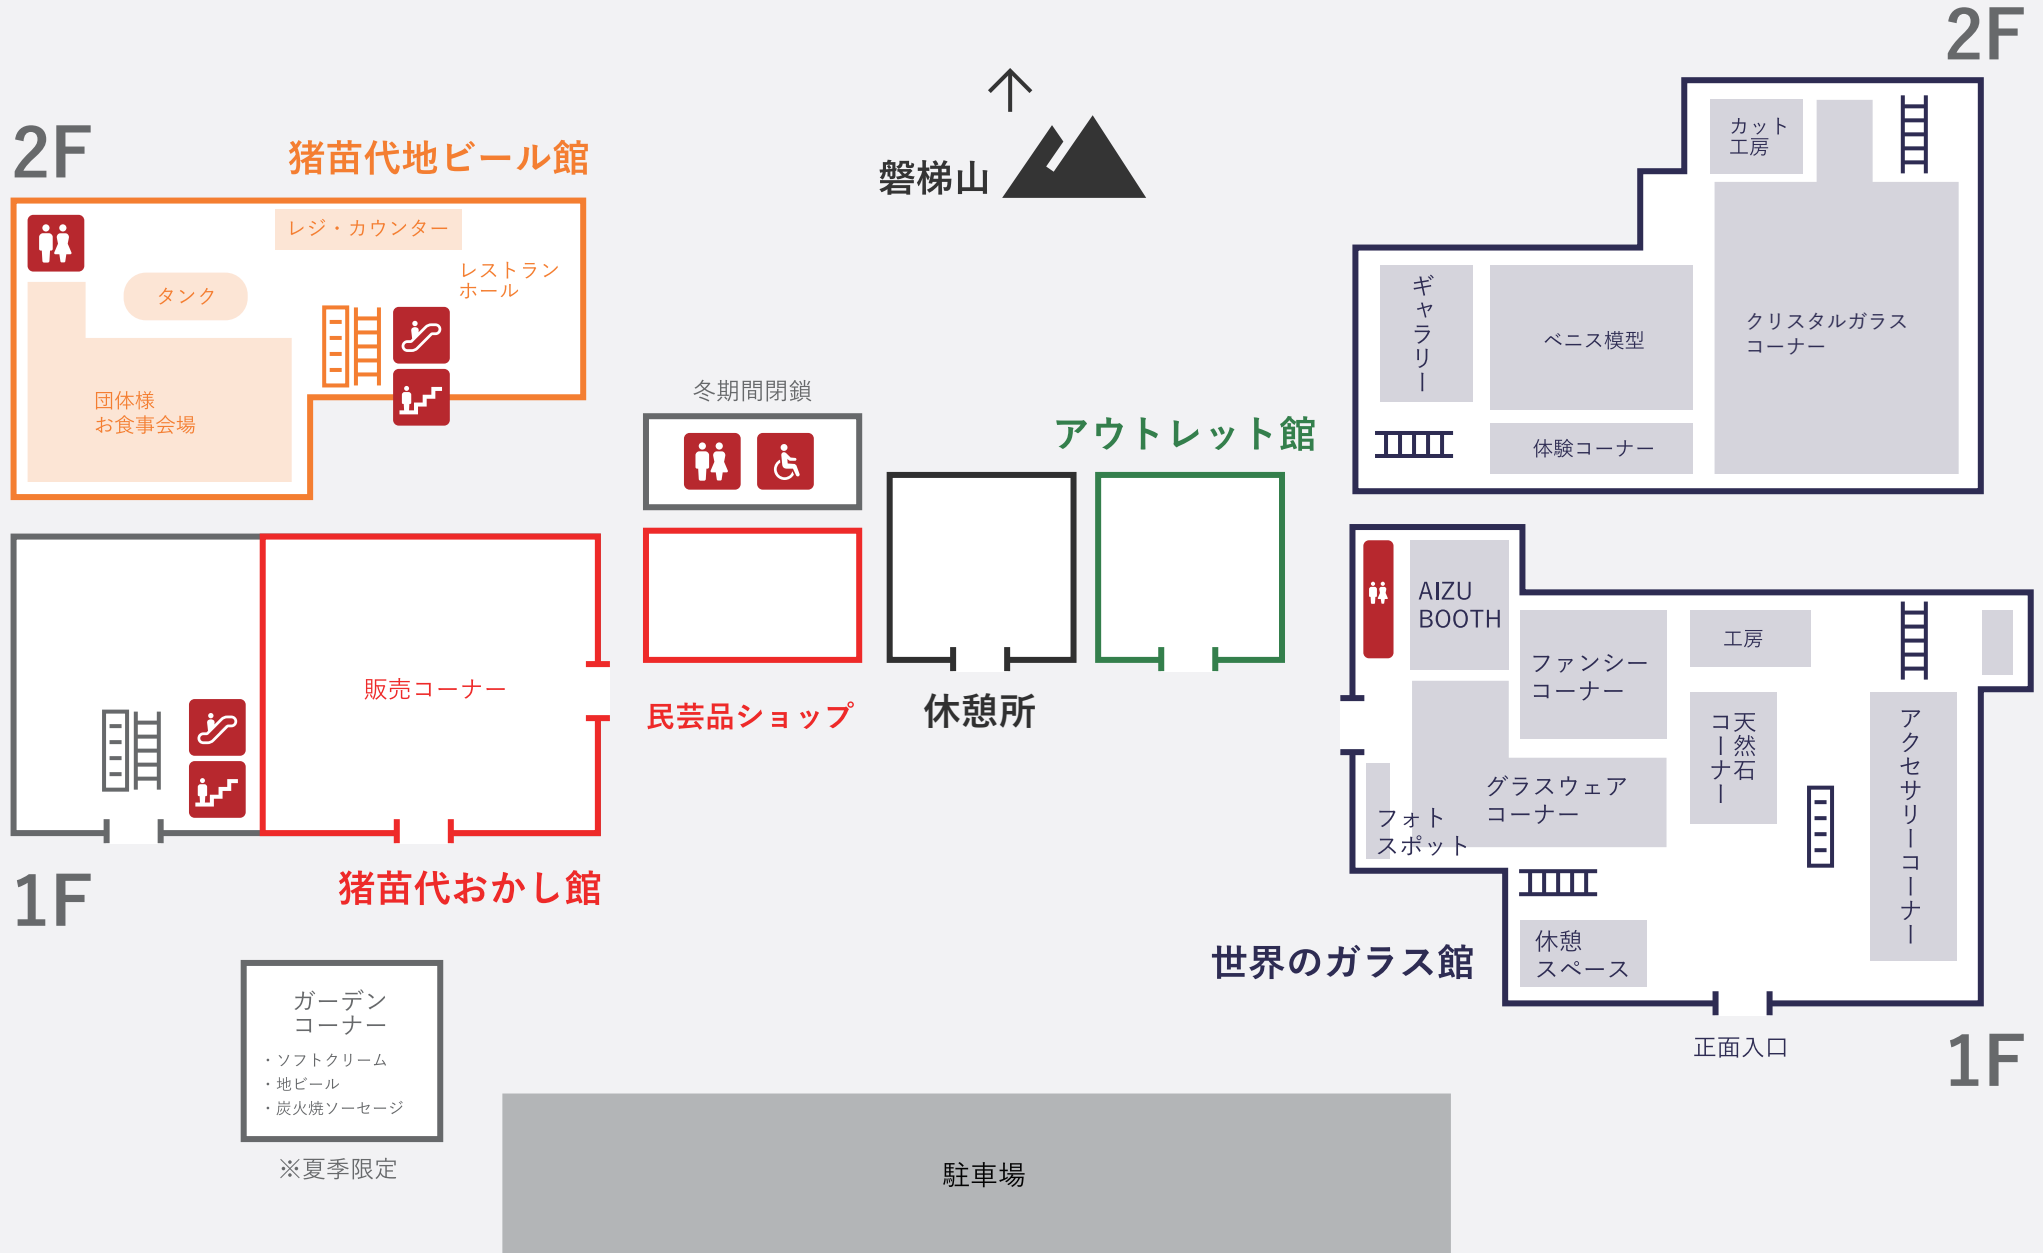 2F
猪苗代地ビール館
レジ・カウンター
レストラン
ホール
タンク
団体様
お食事会場
販売コーナー
猪苗代おかし館
1F
ガーデン
コーナー
・ソフトクリーム
・地ビール
・炭火焼ソーセージ
※夏季限定
磐梯山
冬期間閉鎖
民芸品ショップ
休憩所
アウトレット館
2F
カット
工房
ギャラリー
ベニス模型
クリスタルガラス
コーナー
体験コーナー
AIZU
BOOTH
ファンシー
コーナー
工房
天然石
コーナー
アクセサリーコーナー
グラスウェア
コーナー
フォト
スポット
休憩
スペース
世界のガラス館
正面入口
1F
駐車場